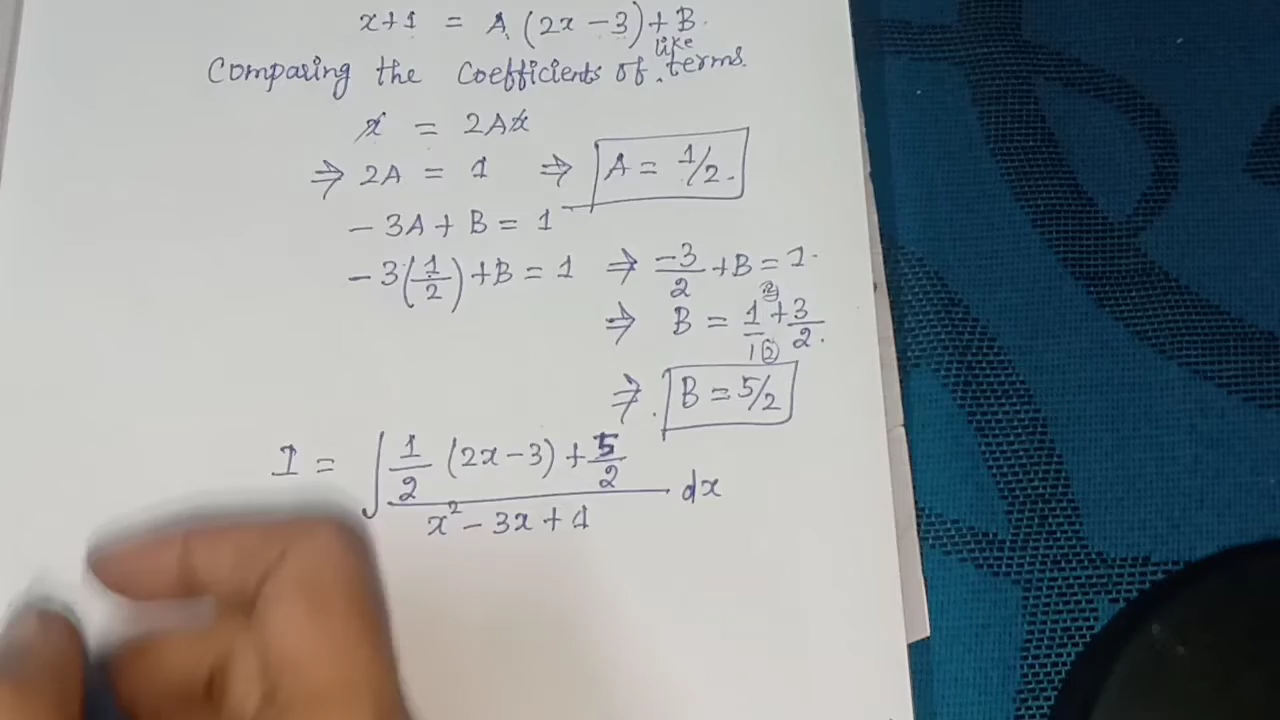 x+1 = A (2x-3)+B.
Comparing the coefficients of like terms.
x = 2Ax
⇒ 2A = 1 ⇒ A = 1/2.
-3A + B = 1
-3(1/2) + B = 1 ⇒ -3/2 + B = 1.
⇒ B = 1/1 + 3/2.
⇒. B = 5/2
I = ∫ (1/2 (2x-3) + 5/2)/(x² - 3x + 1) dx